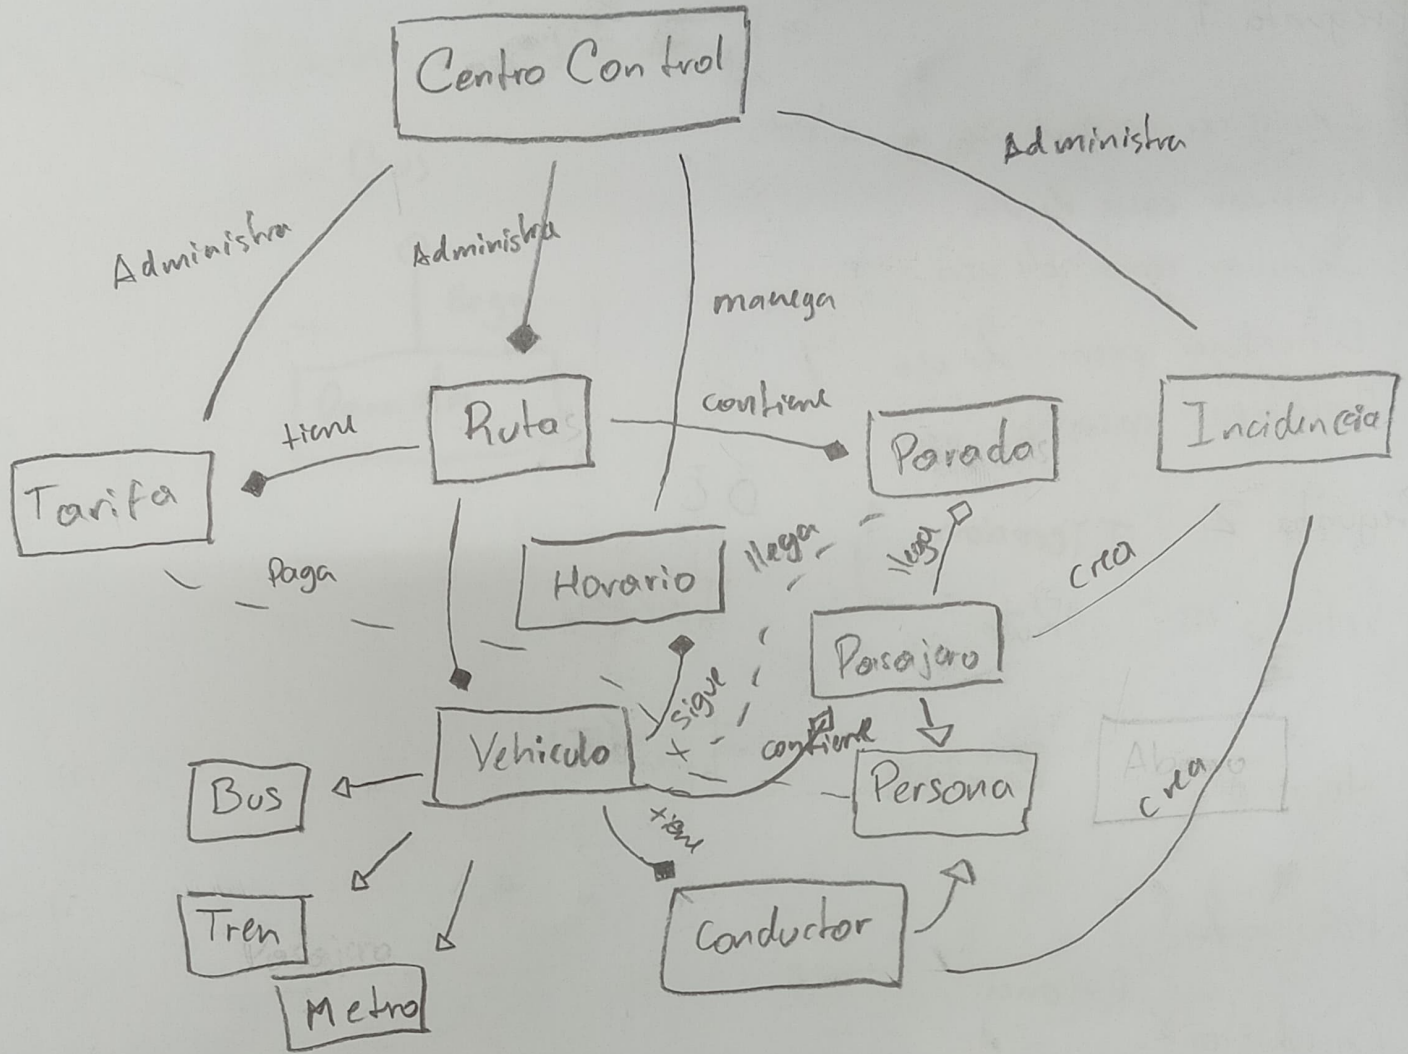 Centro Control
Administra
Administra
Administra
manega
contiene
tiene
Ruta
Parada
Incidencia
Tarifa
Paga
Horario
llega
llega
crea
Pasajero
sigue
contiene
Vehiculo
Persona
Bus
crea
tiene
Tren
Conductor
Metro